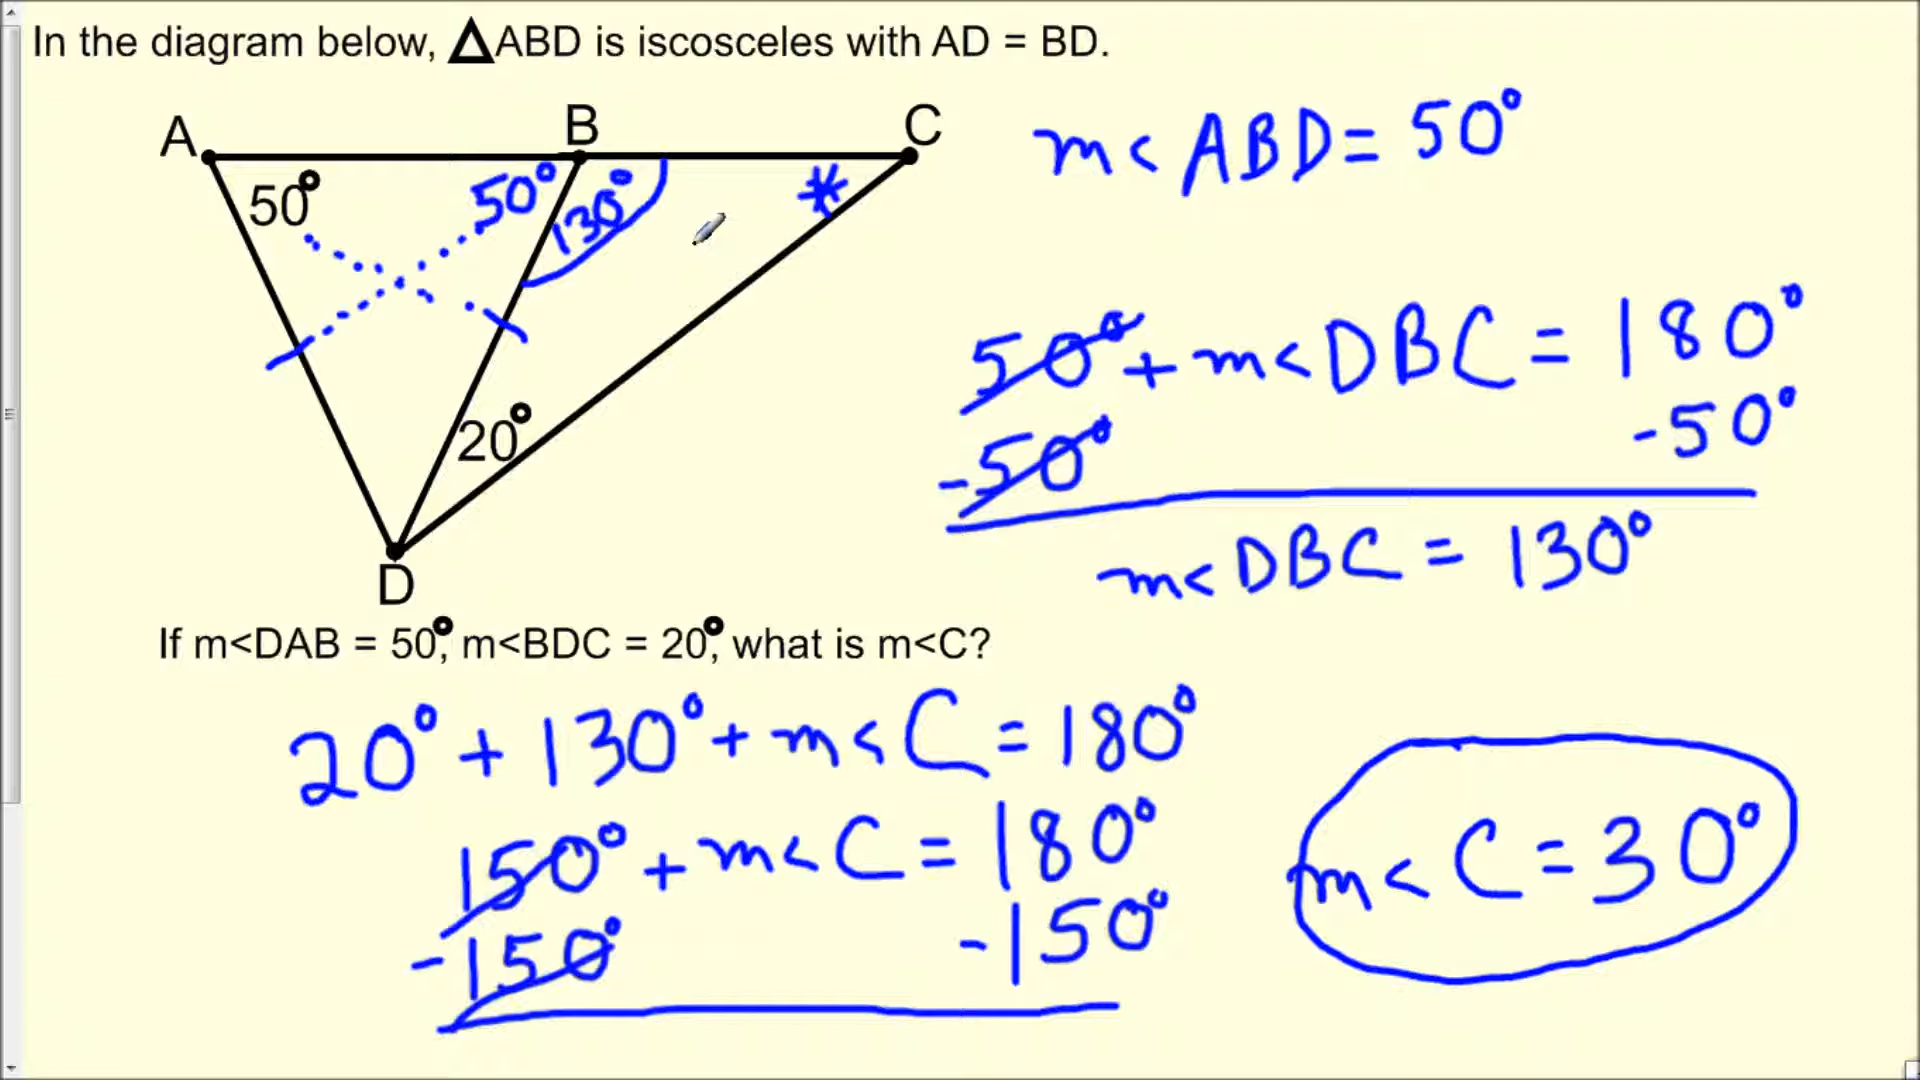 In the diagram below, △ABD is iscosceles with AD = BD.
A B C
50° 50° 130° *
20°
D
m< ABD = 50°
50° + m< DBC = 180°
-50° -50°
m< DBC = 130°
If m<DAB = 50°, m<BDC = 20°, what is m<C?
20° + 130° + m< C = 180°
150° + m< C = 180°
-150° -150°
m< C = 30°